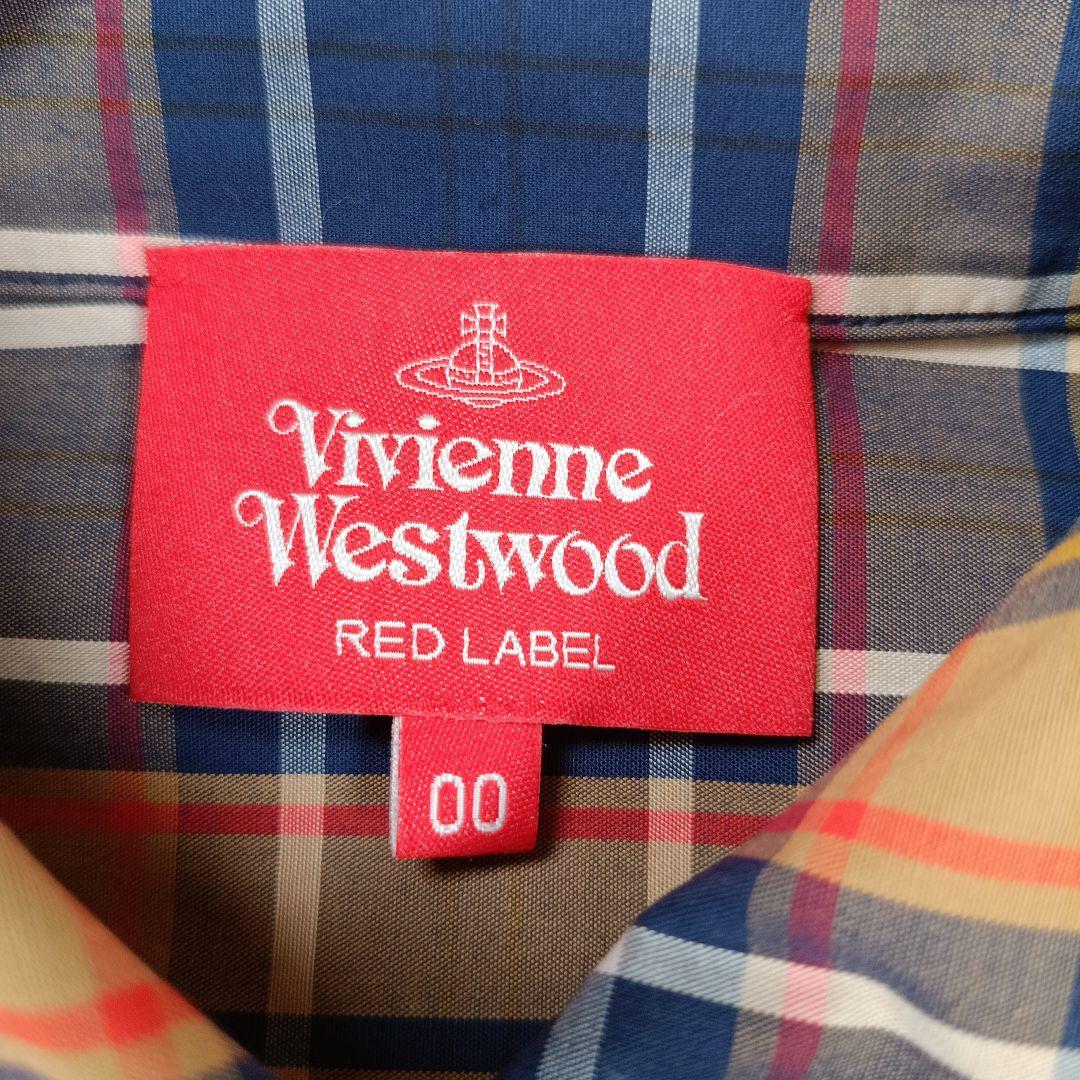 Vivienne
Westwood
RED LABEL
00